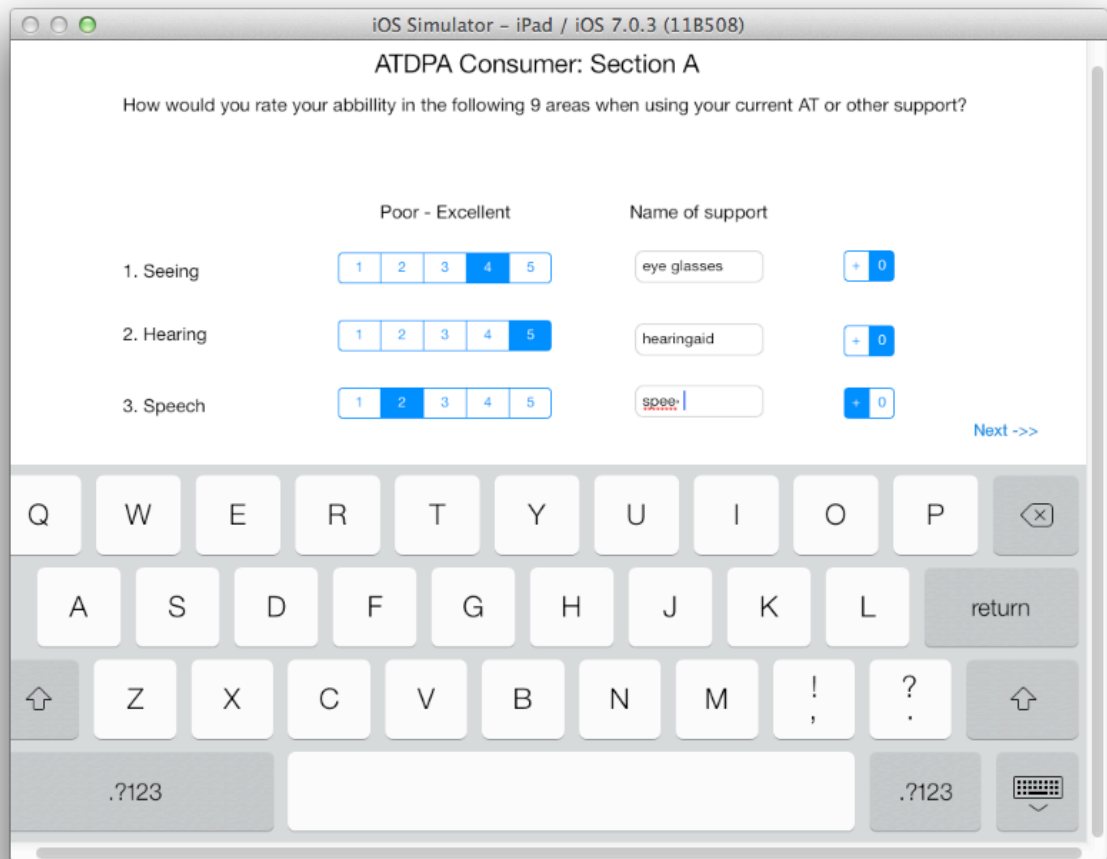 iOS Simulator – iPad / iOS 7.0.3 (11B508)
ATDPA Consumer: Section A
How would you rate your abbillity in the following 9 areas when using your current AT or other support?
Poor - Excellent Name of support
1. Seeing 1 2 3 4 5 eye glasses + 0
2. Hearing 1 2 3 4 5 hearingaid + 0
3. Speech 1 2 3 4 5 spee- + 0
Next ->>
Q W E R T Y U I O P
A S D F G H J K L return
Z X C V B N M ! , ? .
.?123 .?123